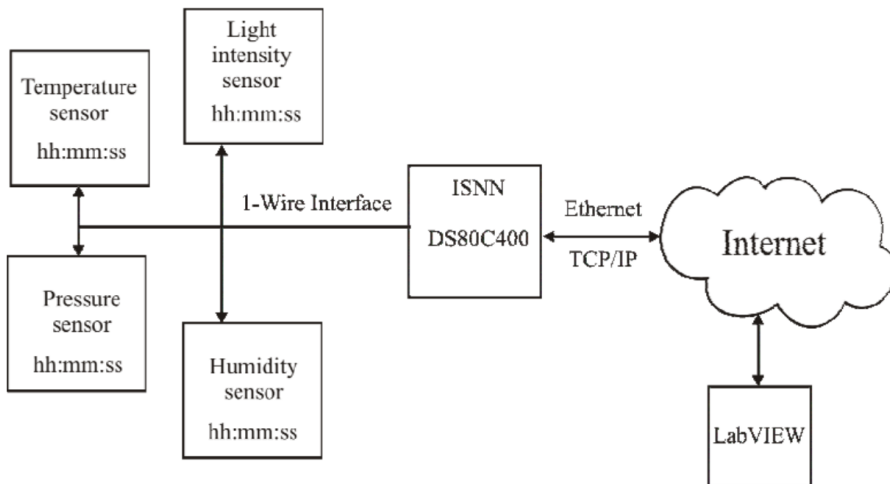 Light
intensity
sensor
hh:mm:ss
Temperature
sensor
hh:mm:ss
1-Wire Interface
ISNN
DS80C400
Ethernet
TCP/IP
Internet
Pressure
sensor
hh:mm:ss
Humidity
sensor
hh:mm:ss
LabVIEW